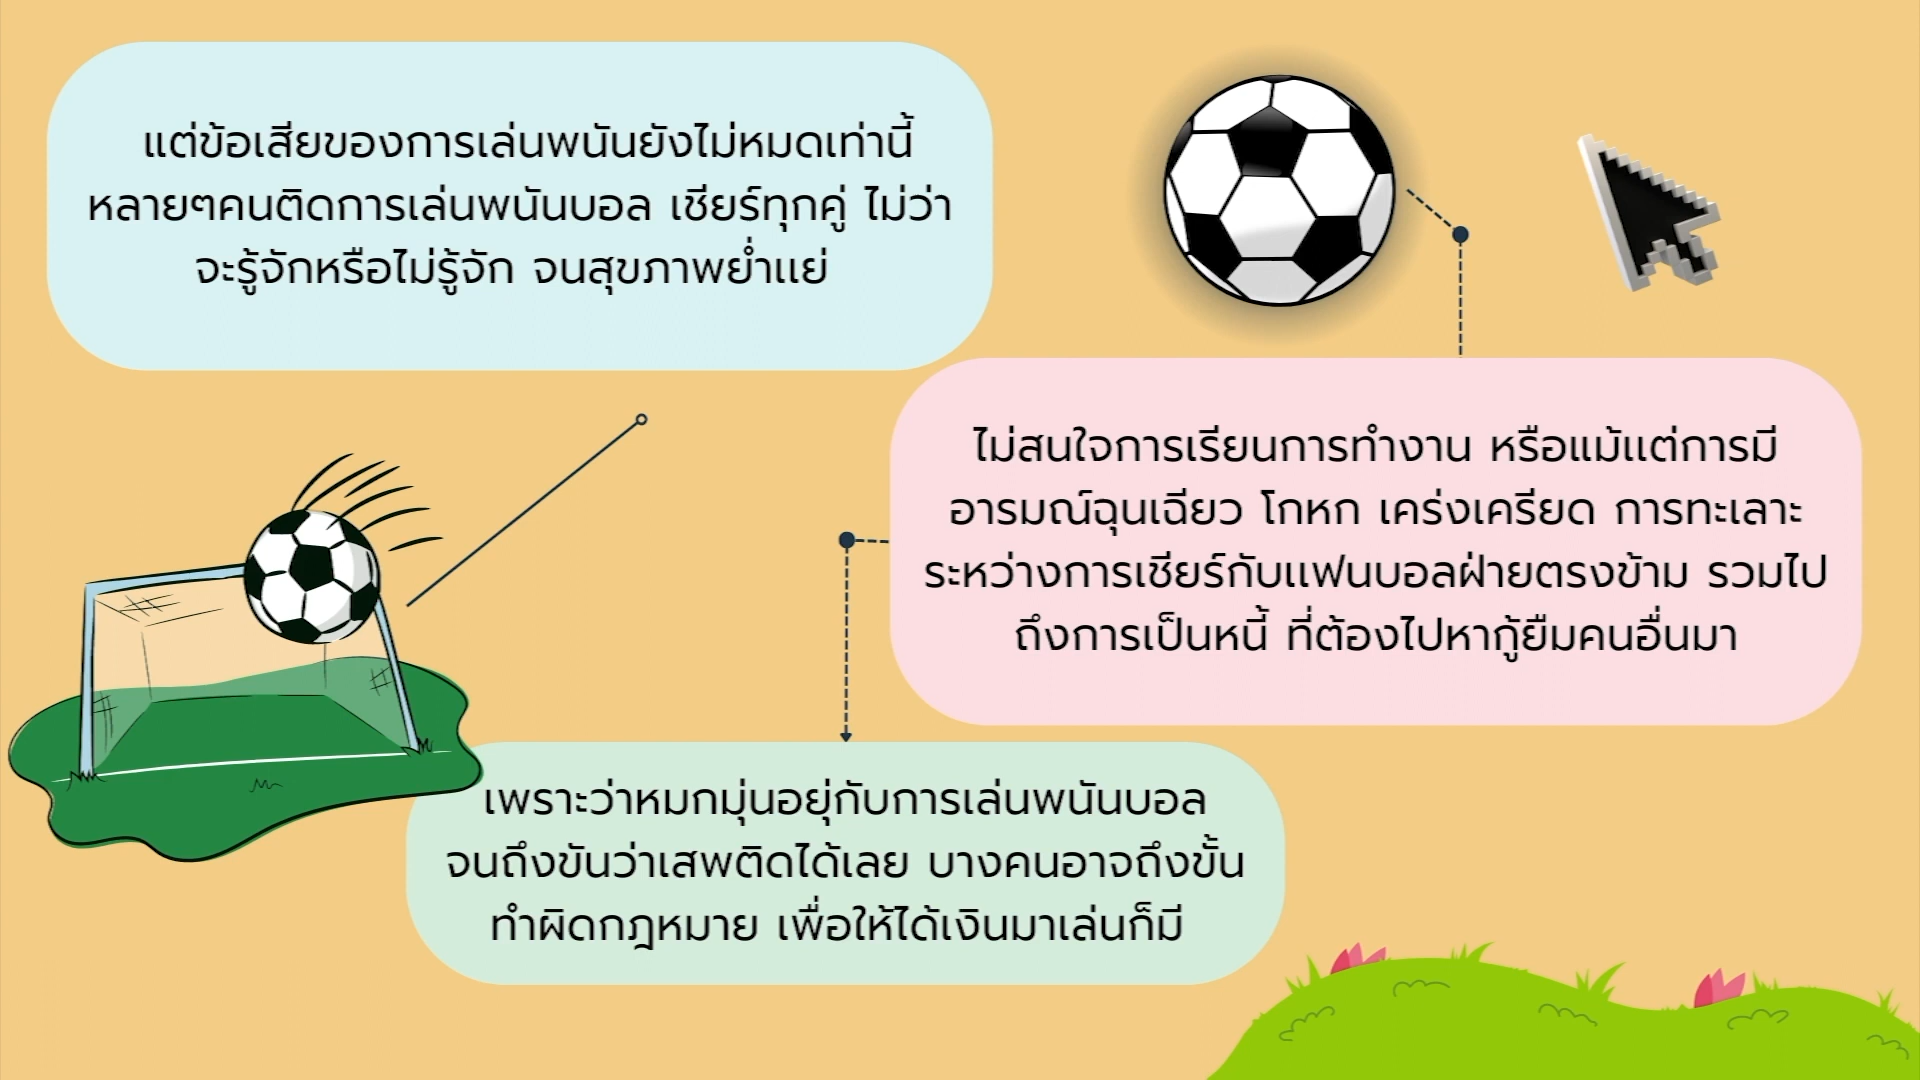 แต่ข้อเสียของการเล่นพนันยังไม่หมดเท่านี้
หลายๆคนติดการเล่นพนันบอล เชียร์ทุกคู่ ไม่ว่า
จะรู้จักหรือไม่รู้จัก จนสุขภาพย่ำแย่
ไม่สนใจการเรียนการทำงาน หรือแม้แต่การมี
อารมณ์ฉุนเฉียว โกหก เคร่งเครียด การทะเลาะ
ระหว่างการเชียร์กับแฟนบอลฝ่ายตรงข้าม รวมไป
ถึงการเป็นหนี้ ที่ต้องไปหากู้ยืมคนอื่นมา
เพราะว่าหมกมุ่นอยุ่กับการเล่นพนันบอล
จนถึงขันว่าเสพติดได้เลย บางคนอาจถึงขั้น
ทำผิดกฎหมาย เพื่อให้ได้เงินมาเล่นก็มี